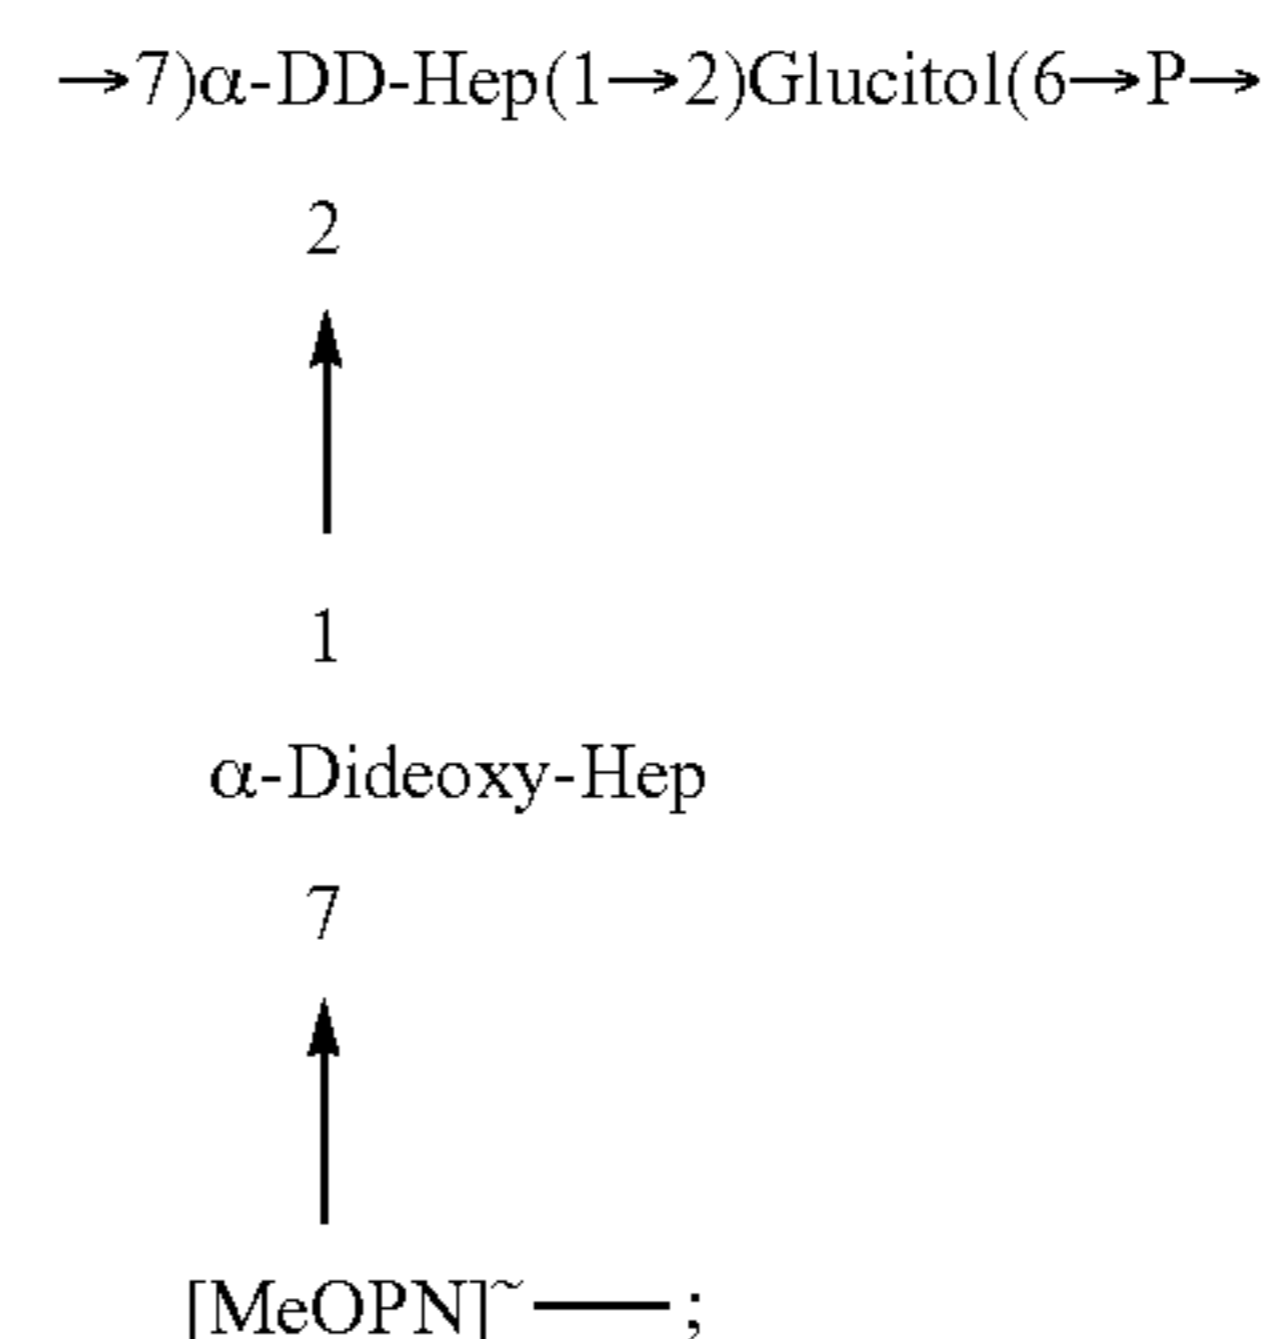 →7)α-DD-Hep(1→2)Glucitol(6→P→
2
1
α-Dideoxy-Hep
7
[MeOPN]~—;